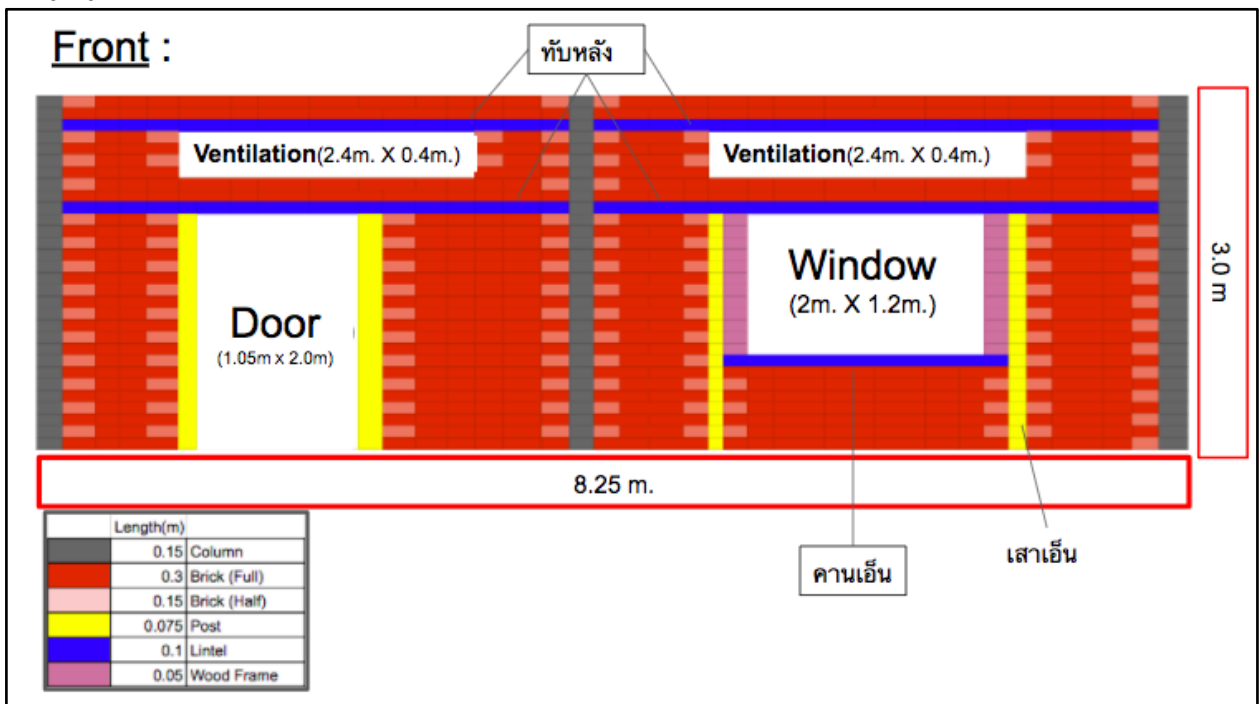 Front :
ทับหลัง
Ventilation(2.4m. X 0.4m.)
Ventilation(2.4m. X 0.4m.)
Door
(1.05m x 2.0m)
Window
(2m. X 1.2m.)
3.0 m
8.25 m.
คานเอ็น
เสาเอ็น
Length(m)
0.15 Column
0.3 Brick (Full)
0.15 Brick (Half)
0.075 Post
0.1 Lintel
0.05 Wood Frame